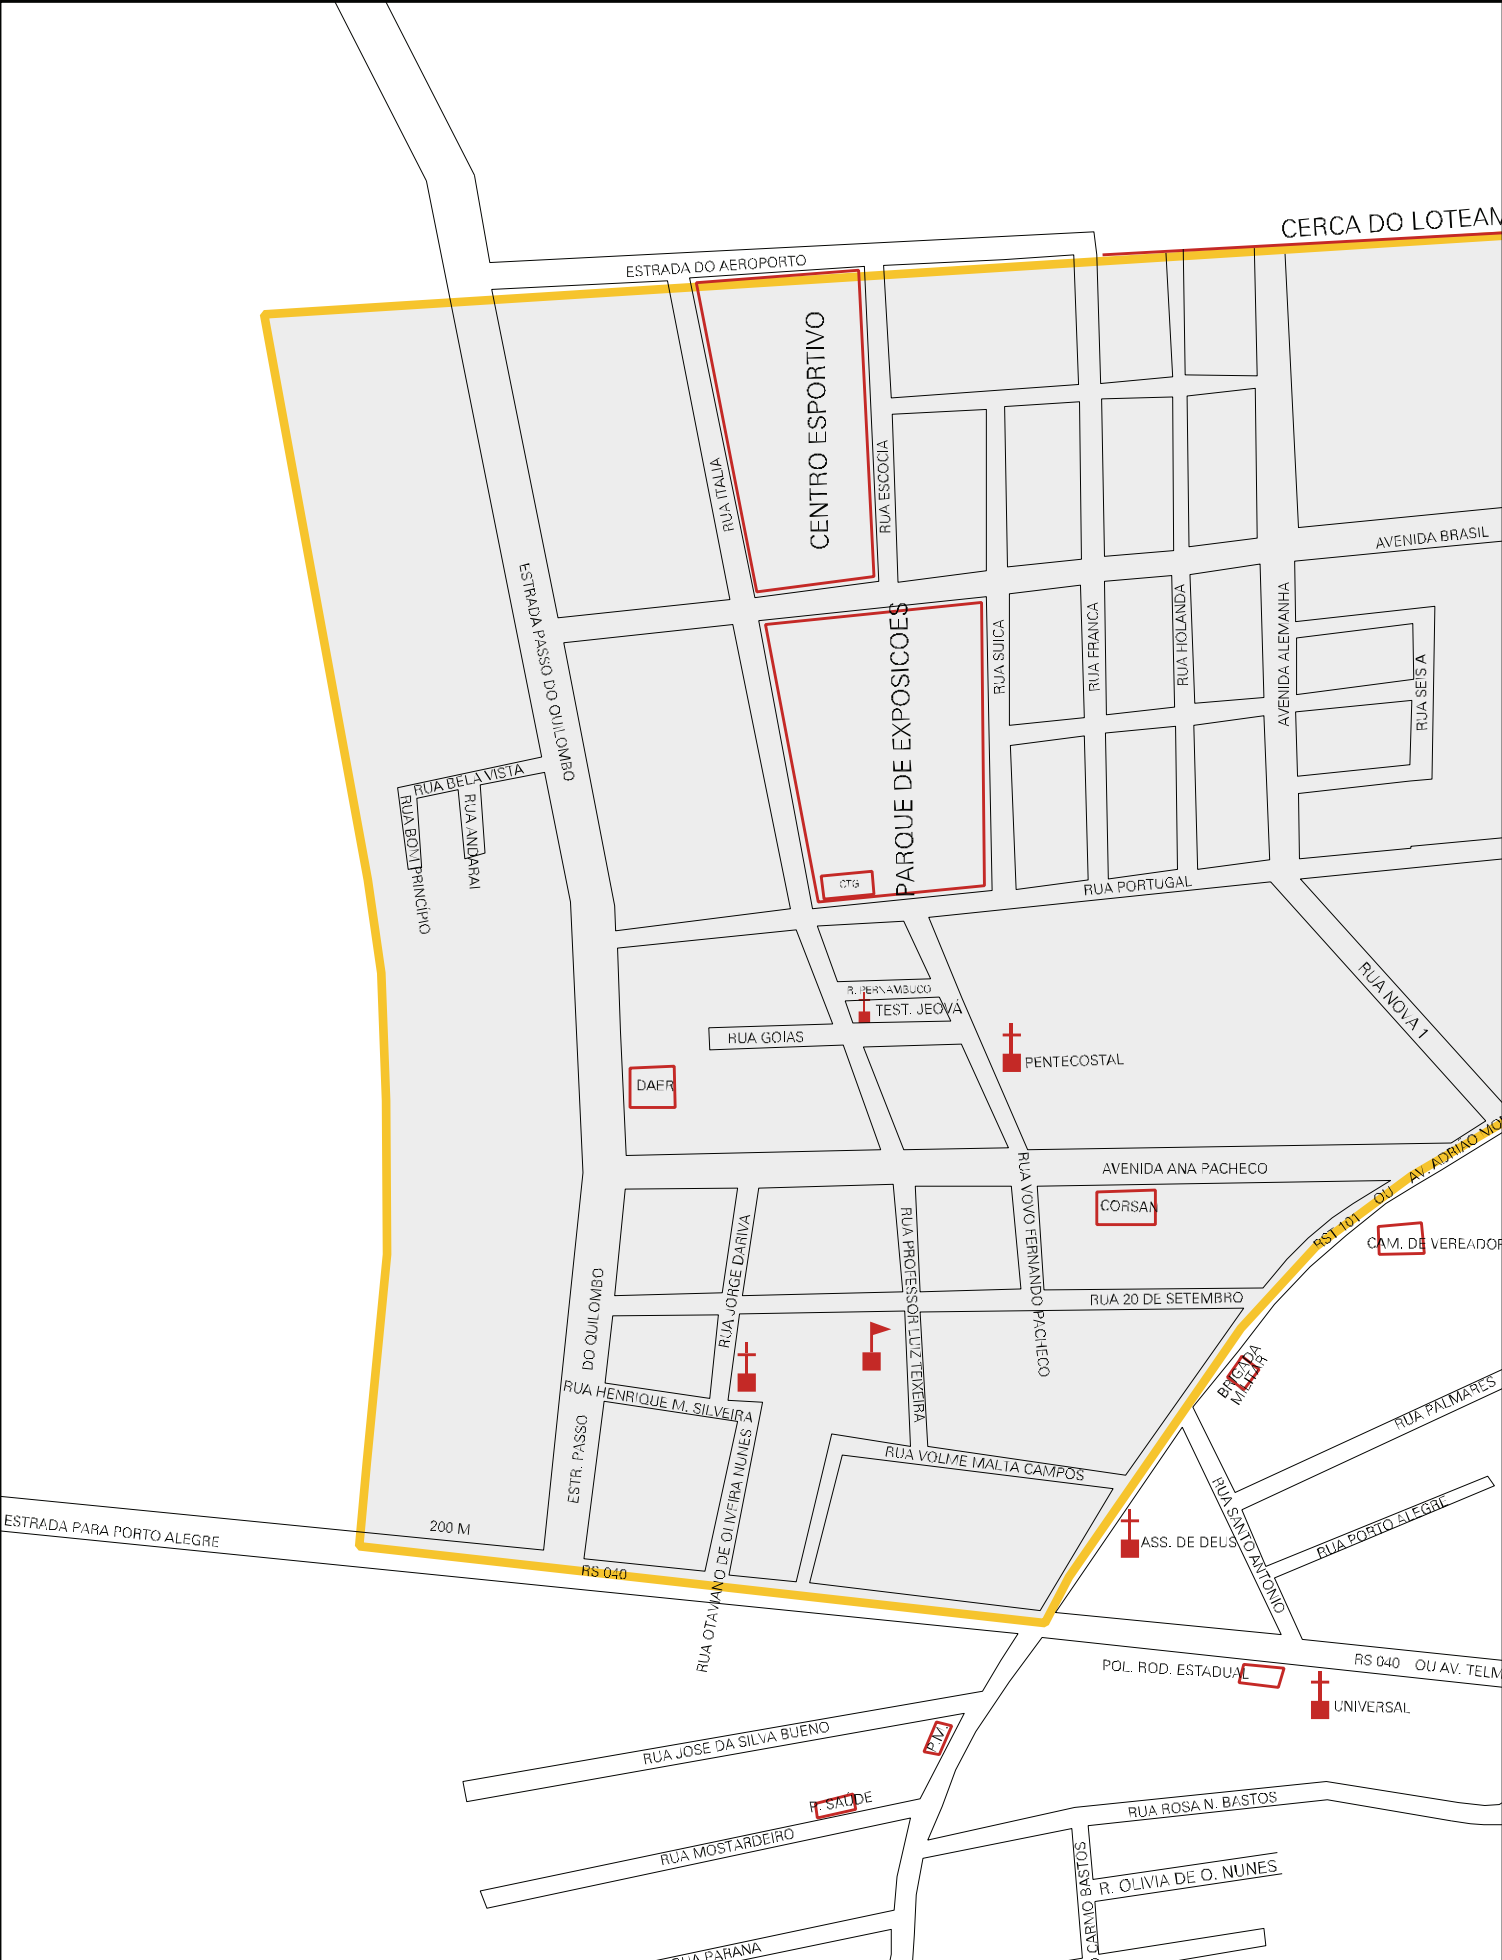 CERCA DO LOTEAM
ESTRADA DO AEROPORTO
CENTRO ESPORTIVO
RUA ITALIA
RUA ESCOCIA
AVENIDA BRASIL
ESTRADA PASSO DO QUILOMBO
PARQUE DE EXPOSICOES
RUA SUICA
RUA FRANCA
RUA HOLANDA
AVENIDA ALEMANHA
RUA SEIS A
RUA BELA VISTA
RUA BOM PRINCÍPIO
RUA ANDARAI
CTG
RUA PORTUGAL
R. PERNAMBUCO
TEST. JEOVÁ
RUA GOIAS
RUA NOVA 1
PENTECOSTAL
DAER
AVENIDA ANA PACHECO
CORSAN
RST 101 OU AV. ADRIAO MO
CAM. DE VEREADOR
RUA VOVO FERNANDO PACHECO
RUA PROFESSOR LUIZ TEIXEIRA
RUA JORGE DARIVA
RUA 20 DE SETEMBRO
DO QUILOMBO
ESTR. PASSO
BRIGADA
MILITAR
RUA HENRIQUE M. SILVEIRA
RUA PALMARES
RUA VOLME MALTA CAMPOS
RUA OTAVIANO DE OLIVEIRA NUNES
RUA SANTO ANTONIO
RUA PORTO ALEGRE
ESTRADA PARA PORTO ALEGRE
200 M
RS 040
ASS. DE DEUS
POL. ROD. ESTADUAL
RS 040 OU AV. TELM
UNIVERSAL
RUA JOSE DA SILVA BUENO
P.M.
P. SAÚDE
RUA MOSTARDEIRO
RUA ROSA N. BASTOS
R. OLIVIA DE O. NUNES
CARMO BASTOS
RUA PARANA